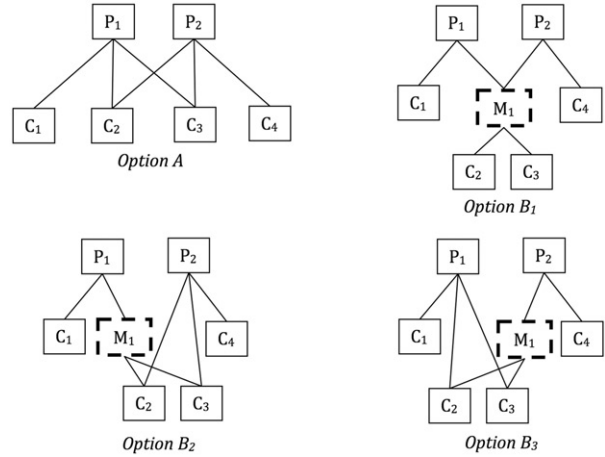 P₁ P₂
C₁ C₂ C₃ C₄
Option A
P₁ P₂
C₁ M₁ C₄
C₂ C₃
Option B₁
P₁ P₂
C₁ M₁ C₄
C₂ C₃
Option B₂
P₁ P₂
C₁ M₁ C₄
C₂ C₃
Option B₃